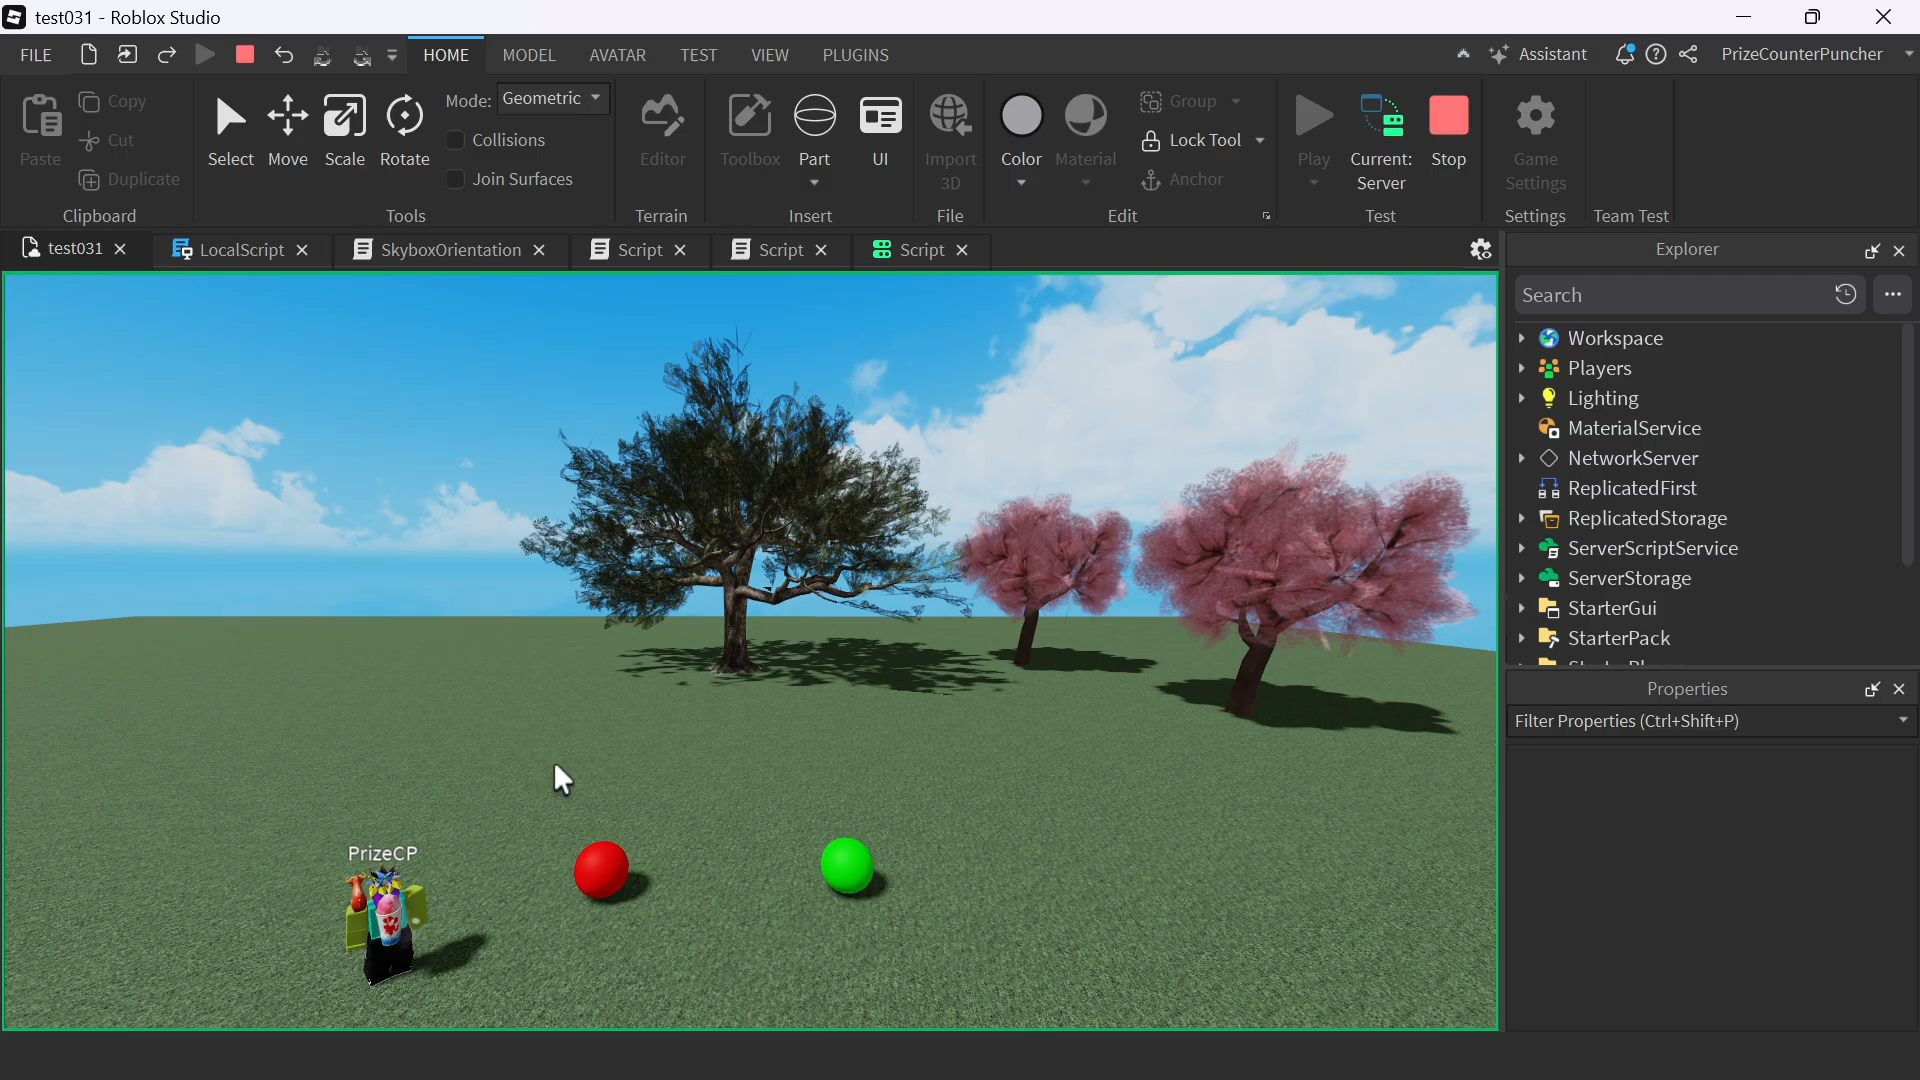 test031 - Roblox Studio
FILE
HOME
MODEL
AVATAR
TEST
VIEW
PLUGINS
Assistant
PrizeCounterPuncher
Paste
Copy
Cut
Duplicate
Clipboard
Select
Move
Scale
Rotate
Mode: Geometric
Collisions
Join Surfaces
Tools
Editor
Terrain
Toolbox
Part
UI
Insert
Import
3D
File
Color
Material
Group
Lock Tool
Anchor
Edit
Play
Current:
Server
Stop
Test
Game
Settings
Settings
Team Test
test031
LocalScript
SkyboxOrientation
Script
Script
Script
PrizeCP
Explorer
Search
Workspace
Players
Lighting
MaterialService
NetworkServer
ReplicatedFirst
ReplicatedStorage
ServerScriptService
ServerStorage
StarterGui
StarterPack
Properties
Filter Properties (Ctrl+Shift+P)